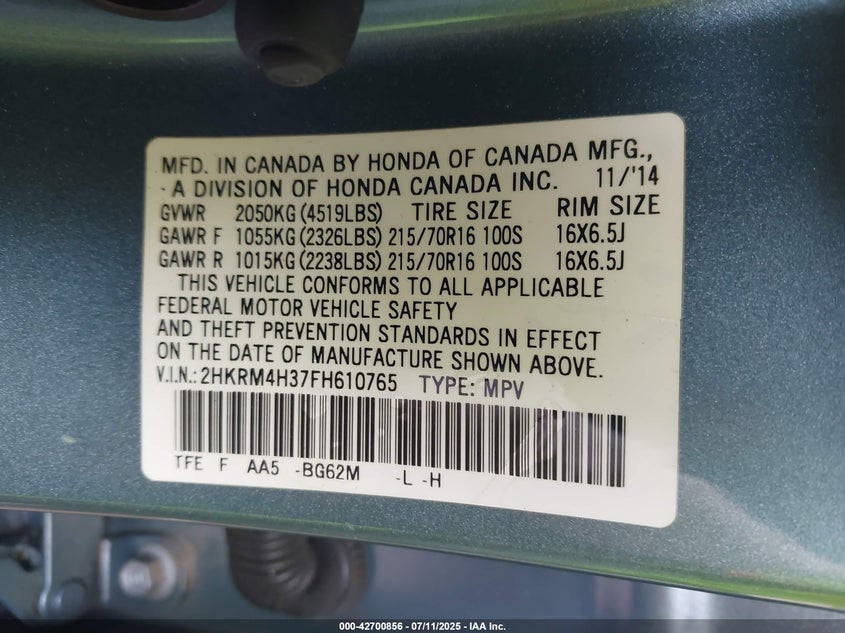 MFD. IN CANADA BY HONDA OF CANADA MFG.,
A DIVISION OF HONDA CANADA INC. 11/'14
GVWR 2050KG (4519LBS) TIRE SIZE RIM SIZE
GAWR F 1055KG (2326LBS) 215/70R16 100S 16X6.5J
GAWR R 1015KG (2238LBS) 215/70R16 100S 16X6.5J
THIS VEHICLE CONFORMS TO ALL APPLICABLE
FEDERAL MOTOR VEHICLE SAFETY
AND THEFT PREVENTION STANDARDS IN EFFECT
ON THE DATE OF MANUFACTURE SHOWN ABOVE.
V.I.N.: 2HKRM4H37FH610765 TYPE: MPV
TFE F AA5 -BG62M -L -H
000-42700856 - 07/11/2025 - IAA Inc.